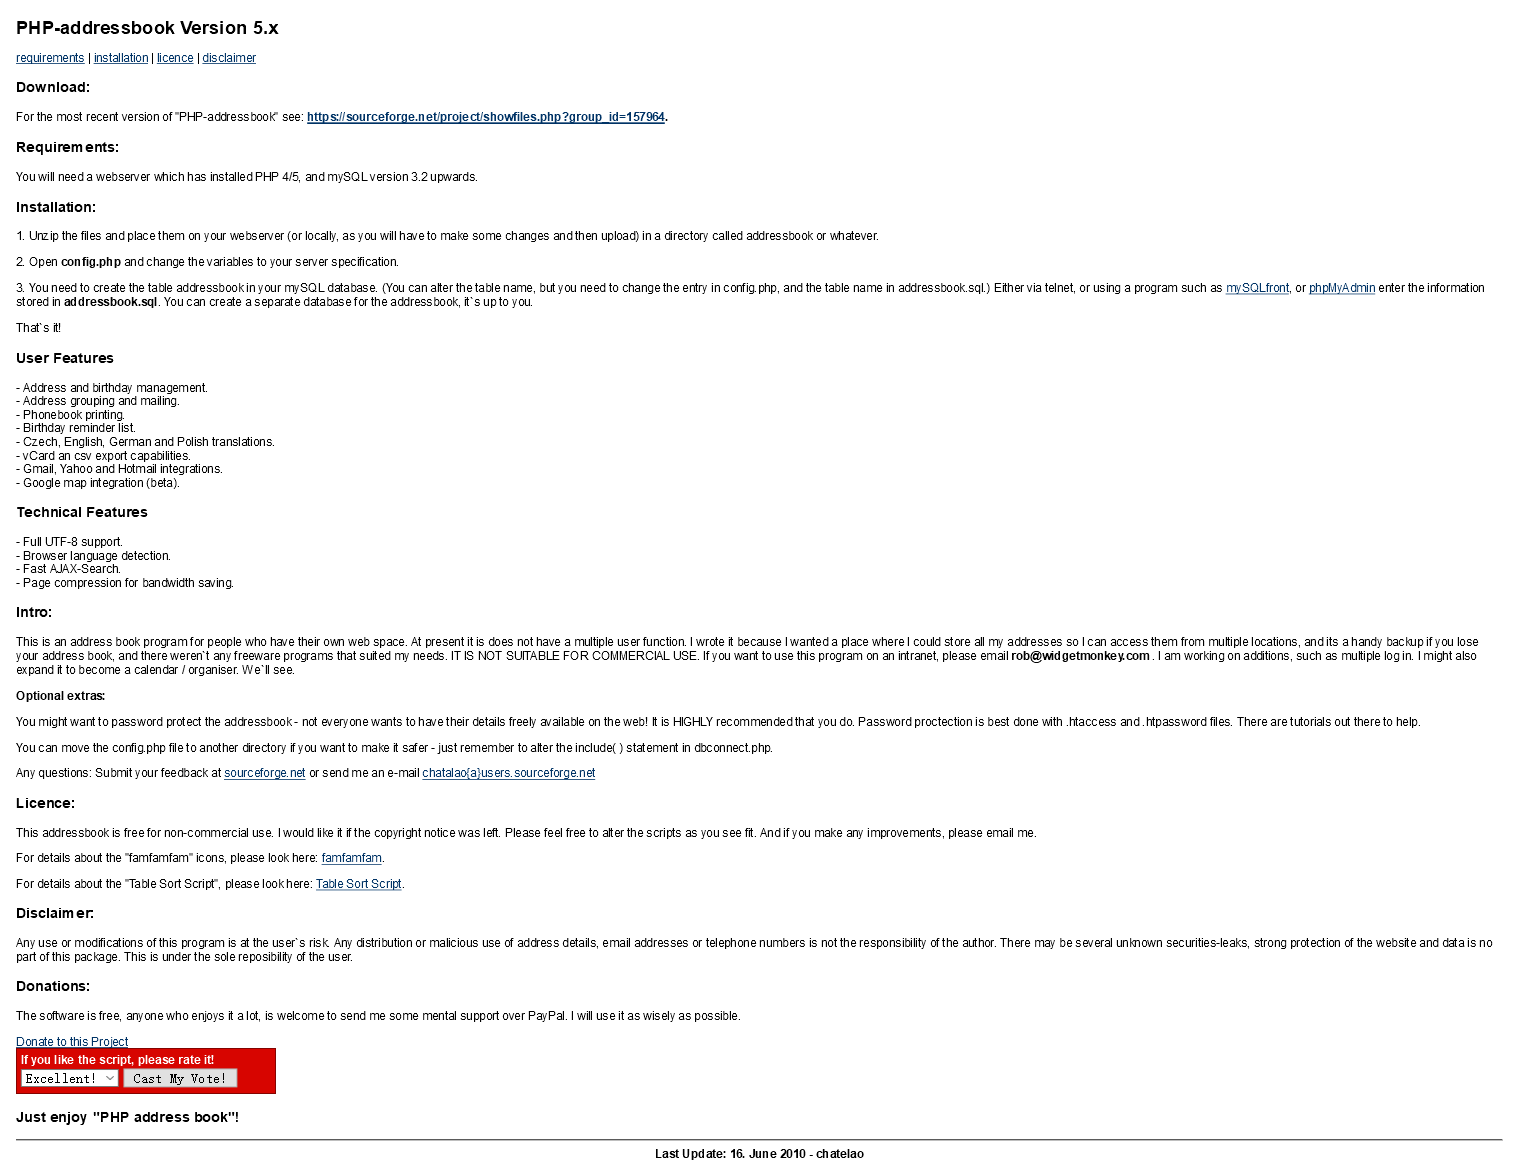 PHP-addressbook Version 5.x
requirements | installation | licence | disclaimer
Download:
For the most recent version of "PHP-addressbook" see: https://sourceforge.net/project/showfiles.php?group_id=157964.
Requirements:
You will need a webserver which has installed PHP 4/5, and mySQL version 3.2 upwards.
Installation:
1. Unzip the files and place them on your webserver (or locally, as you will have to make some changes and then upload) in a directory called addressbook or whatever.
2. Open config.php and change the variables to your server specification.
3. You need to create the table addressbook in your mySQL database. (You can alter the table name, but you need to change the entry in config.php, and the table name in addressbook.sql.) Either via telnet, or using a program such as mySQLfront, or phpMyAdmin enter the information
stored in addressbook.sql. You can create a separate database for the addressbook, it`s up to you.
That`s it!
User Features
- Address and birthday management.
- Address grouping and mailing.
- Phonebook printing.
- Birthday reminder list.
- Czech, English, German and Polish translations.
- vCard an csv export capabilities.
- Gmail, Yahoo and Hotmail integrations.
- Google map integration (beta).
Technical Features
- Full UTF-8 support.
- Browser language detection.
- Fast AJAX-Search.
- Page compression for bandwidth saving.
Intro:
This is an address book program for people who have their own web space. At present it is does not have a multiple user function. I wrote it because I wanted a place where I could store all my addresses so I can access them from multiple locations, and its a handy backup if you lose
your address book, and there weren`t any freeware programs that suited my needs. IT IS NOT SUITABLE FOR COMMERCIAL USE. If you want to use this program on an intranet, please email rob@widgetmonkey.com . I am working on additions, such as multiple log in. I might also
expand it to become a calendar / organiser. We`ll see.
Optional extras:
You might want to password protect the addressbook - not everyone wants to have their details freely available on the web! It is HIGHLY recommended that you do. Password proctection is best done with .htaccess and .htpassword files. There are tutorials out there to help.
You can move the config.php file to another directory if you want to make it safer - just remember to alter the include( ) statement in dbconnect.php.
Any questions: Submit your feedback at sourceforge.net or send me an e-mail chatalao{a}users.sourceforge.net
Licence:
This addressbook is free for non-commercial use. I would like it if the copyright notice was left. Please feel free to alter the scripts as you see fit. And if you make any improvements, please email me.
For details about the "famfamfam" icons, please look here: famfamfam.
For details about the "Table Sort Script", please look here: Table Sort Script.
Disclaimer:
Any use or modifications of this program is at the user`s risk. Any distribution or malicious use of address details, email addresses or telephone numbers is not the responsibility of the author. There may be several unknown securities-leaks, strong protection of the website and data is no
part of this package. This is under the sole reposibility of the user.
Donations:
The software is free, anyone who enjoys it a lot, is welcome to send me some mental support over PayPal. I will use it as wisely as possible.
Donate to this Project
If you like the script, please rate it!
Excellent! Cast My Vote!
Just enjoy "PHP address book"!
Last Update: 16. June 2010 - chatelao